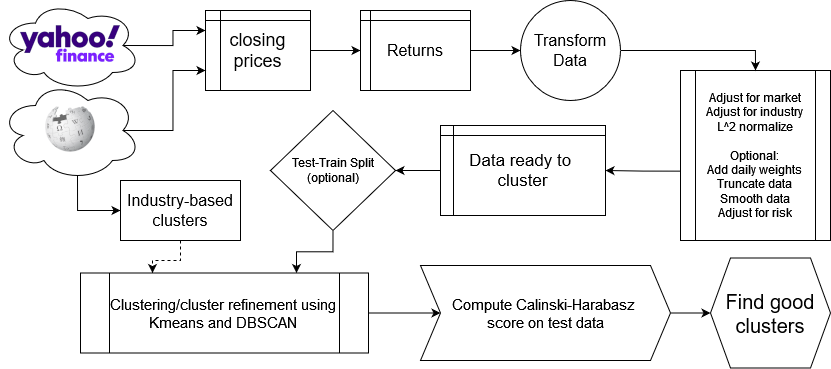 yahoo!
finance
closing
prices
Returns
Transform
Data
Adjust for market
Adjust for industry
L^2 normalize
Optional:
Add daily weights
Truncate data
Smooth data
Adjust for risk
Data ready to
cluster
Test-Train Split
(optional)
Industry-based
clusters
Clustering/cluster refinement using
Kmeans and DBSCAN
Compute Calinski-Harabasz
score on test data
Find good
clusters